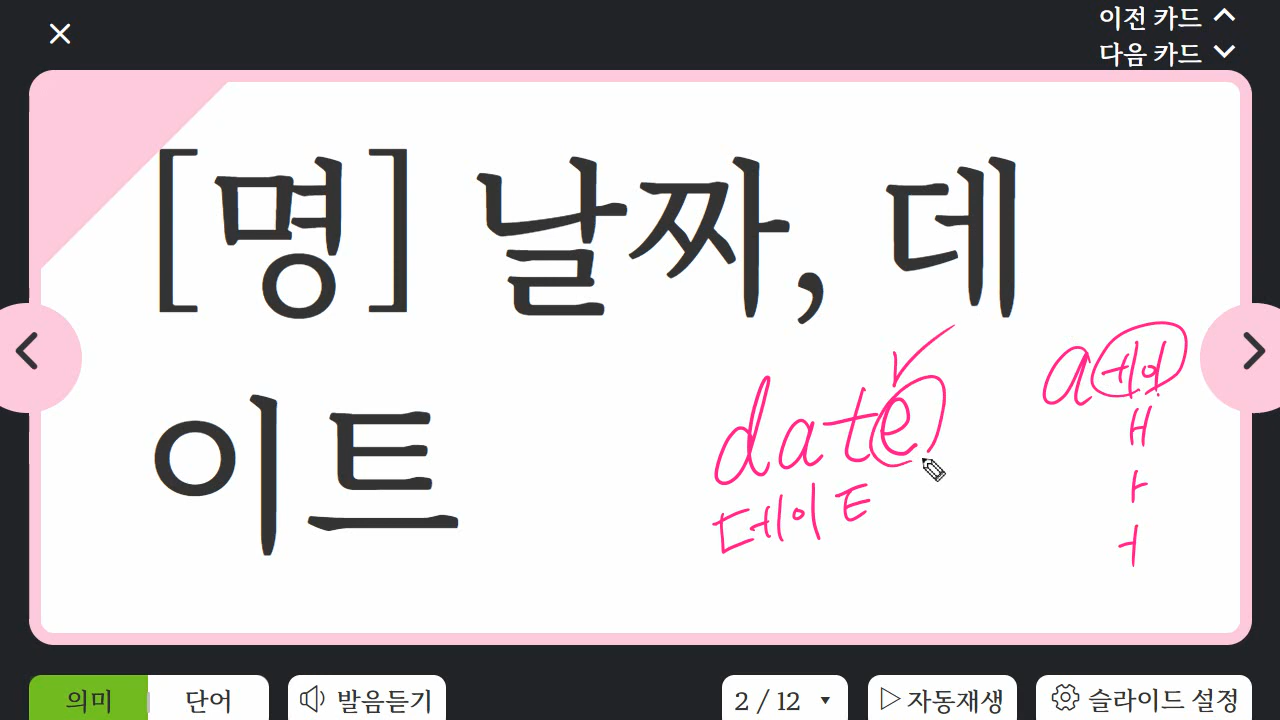 이전 카드
다음 카드
[명] 날짜, 데
이트
date
데이트
a ㅔ이
ㅐ
ㅏ
ㅓ
의미 단어 발음듣기 2 / 12 자동재생 슬라이드 설정